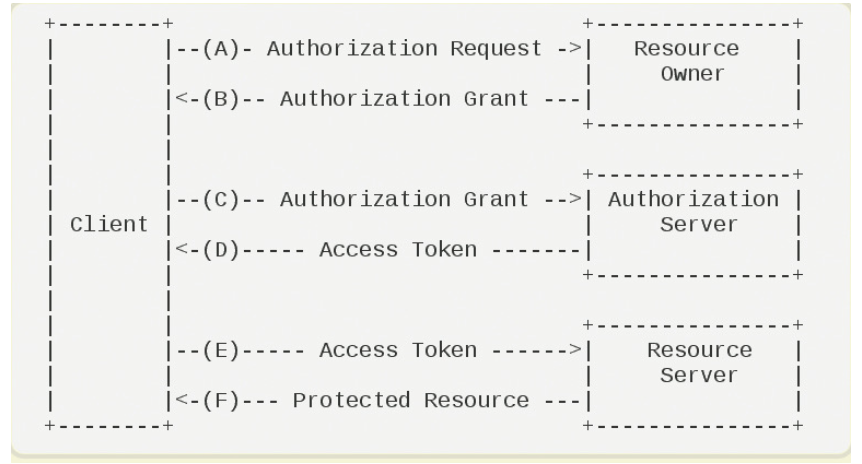 +--------+                               +---------------+
|        |--(A)- Authorization Request ->|   Resource    |
|        |                               |     Owner     |
|        |<-(B)-- Authorization Grant ---|               |
|        |                               +---------------+
|        |
|        |                               +---------------+
|        |--(C)-- Authorization Grant -->| Authorization |
| Client |                               |     Server    |
|        |<-(D)----- Access Token -------|               |
|        |                               +---------------+
|        |
|        |                               +---------------+
|        |--(E)----- Access Token ------>|    Resource   |
|        |                               |     Server    |
|        |<-(F)--- Protected Resource ---|               |
+--------+                               +---------------+